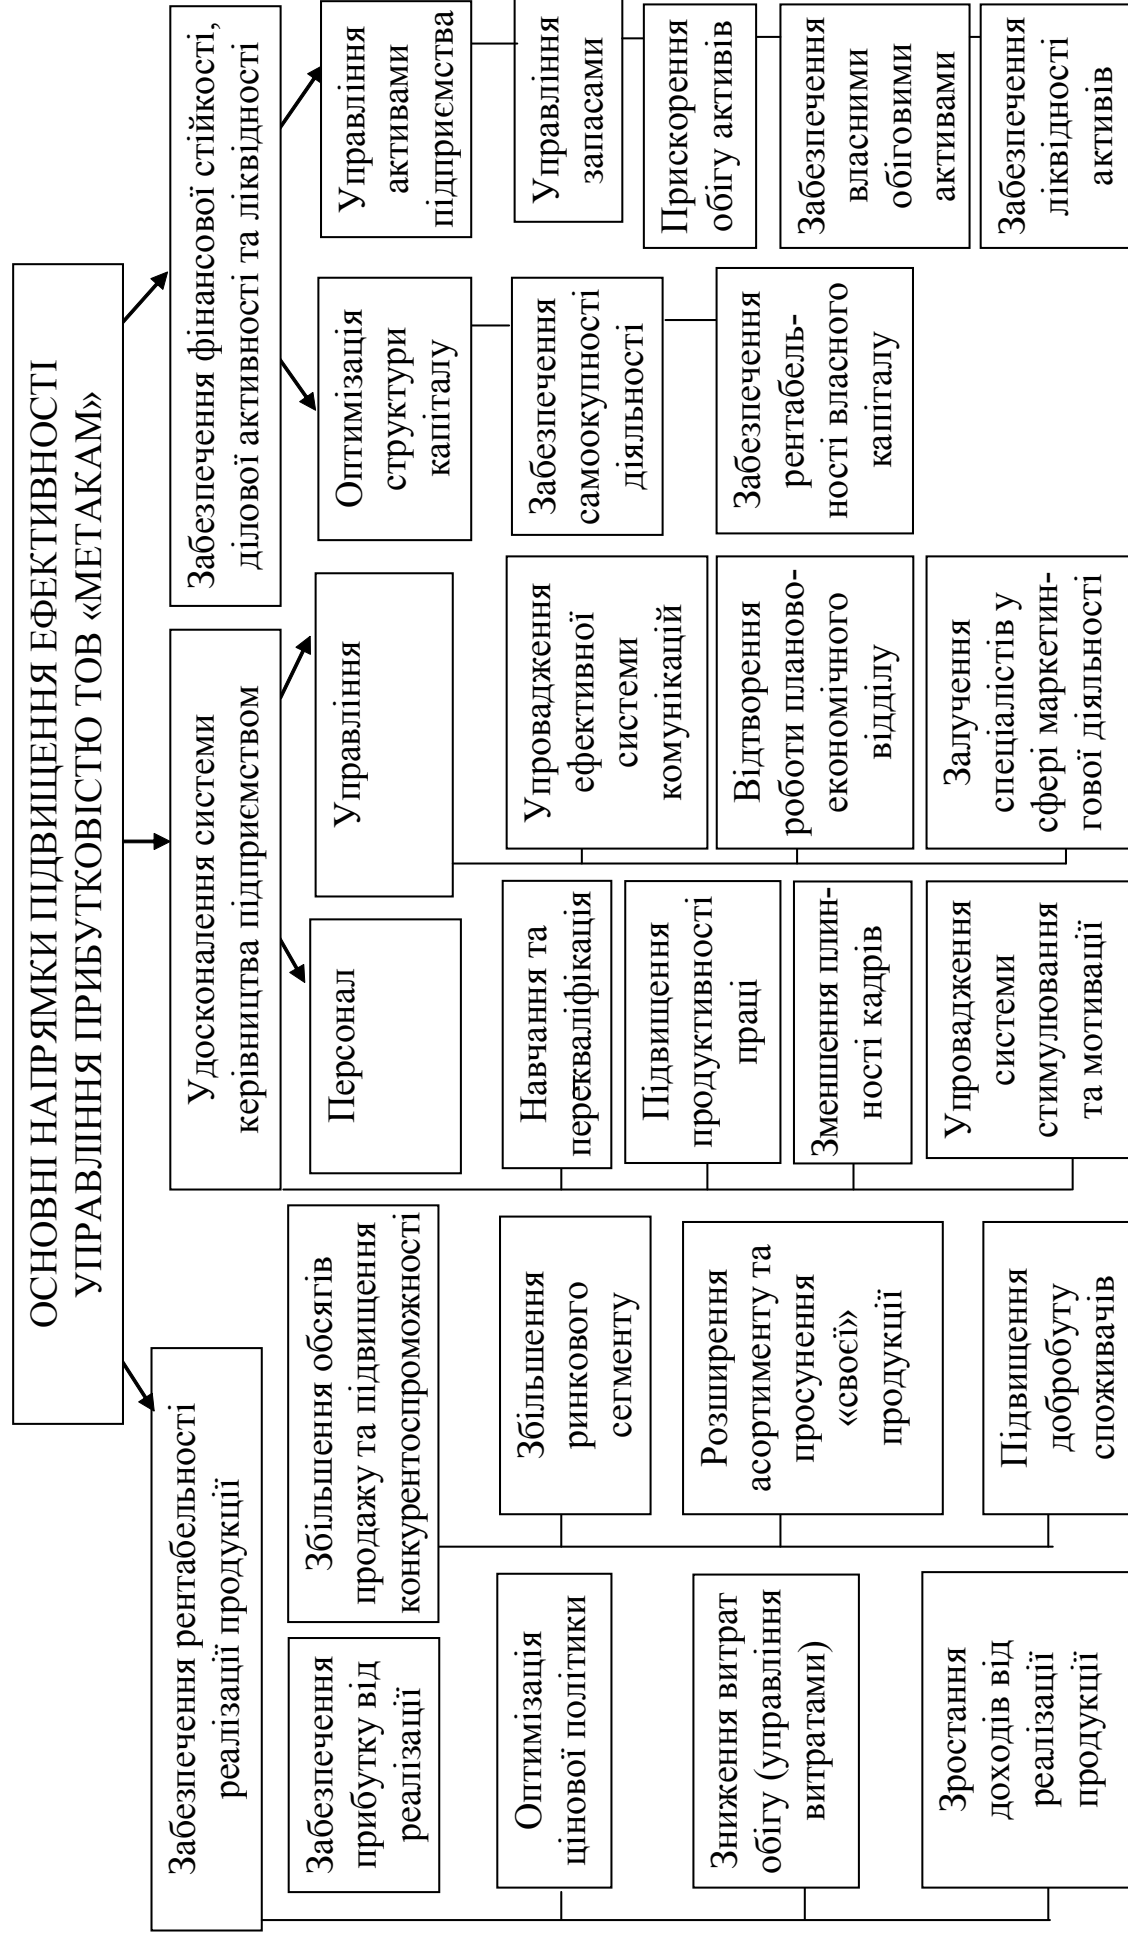 ОСНОВНІ НАПРЯМКИ ПІДВИЩЕННЯ ЕФЕКТИВНОСТІ
УПРАВЛІННЯ ПРИБУТКОВІСТЮ ТОВ «МЕТАКАМ»
Забезпечення рентабельності
реалізації продукції
Забезпечення
прибутку від
реалізації
Оптимізація
цінової політики
Зниження витрат
обігу (управління
витратами)
Зростання
доходів від
реалізації
продукції
Збільшення обсягів
продажу та підвищення
конкурентоспроможності
Збільшення
ринкового
сегменту
Розширення
асортименту та
просунення
«своєї»
продукції
Підвищення
добробуту
споживачів
Удосконалення системи
керівництва підприємством
Персонал
Навчання та
перекваліфікація
Підвищення
продуктивності
праці
Зменшення плин-
ності кадрів
Упровадження
системи
стимулювання
та мотивації
Управління
Упровадження
ефективної
системи
комунікацій
Відтворення
роботи планово-
економічного
відділу
Залучення
спеціалістів у
сфері маркетин-
гової діяльності
Забезпечення фінансової стійкості,
ділової активності та ліквідності
Оптимізація
структури
капіталу
Забезпечення
самоокупності
діяльності
Забезпечення
рентабель-
ності власного
капіталу
Управління
активами
підприємства
Управління
запасами
Прискорення
обігу активів
Забезпечення
власними
обіговими
активами
Забезпечення
ліквідності
активів